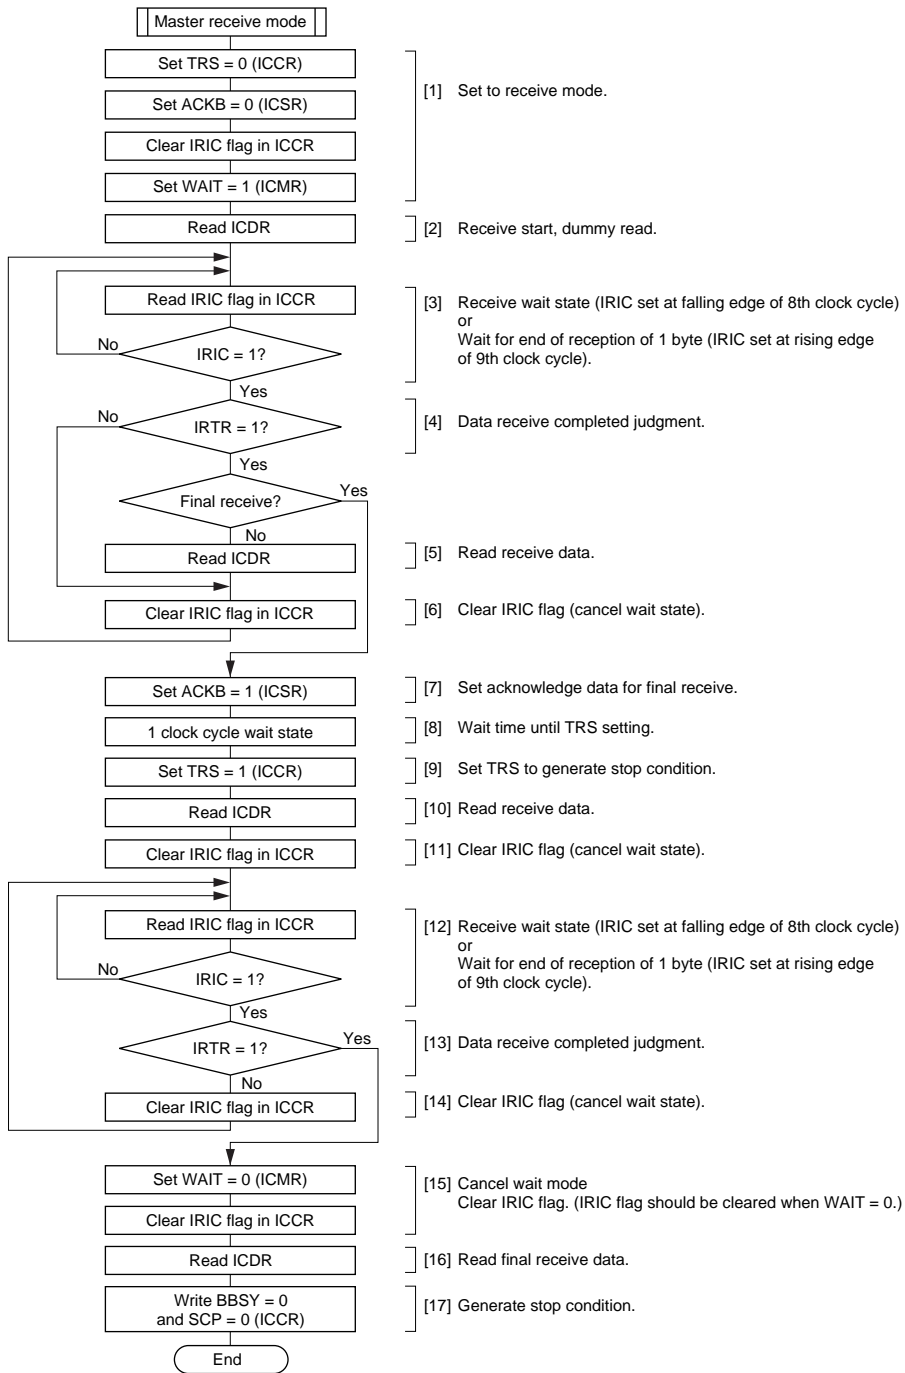 Master receive mode
Set TRS = 0 (ICCR)
[1] Set to receive mode.
Set ACKB = 0 (ICSR)
Clear IRIC flag in ICCR
Set WAIT = 1 (ICMR)
Read ICDR
[2] Receive start, dummy read.
Read IRIC flag in ICCR
[3] Receive wait state (IRIC set at falling edge of 8th clock cycle)
or
Wait for end of reception of 1 byte (IRIC set at rising edge
of 9th clock cycle).
No
IRIC = 1?
Yes
No
IRTR = 1?
[4] Data receive completed judgment.
Yes
Final receive?
Yes
No
Read ICDR
[5] Read receive data.
Clear IRIC flag in ICCR
[6] Clear IRIC flag (cancel wait state).
Set ACKB = 1 (ICSR)
[7] Set acknowledge data for final receive.
1 clock cycle wait state
[8] Wait time until TRS setting.
Set TRS = 1 (ICCR)
[9] Set TRS to generate stop condition.
Read ICDR
[10] Read receive data.
Clear IRIC flag in ICCR
[11] Clear IRIC flag (cancel wait state).
Read IRIC flag in ICCR
[12] Receive wait state (IRIC set at falling edge of 8th clock cycle)
or
Wait for end of reception of 1 byte (IRIC set at rising edge
of 9th clock cycle).
No
IRIC = 1?
Yes
IRTR = 1?
Yes
[13] Data receive completed judgment.
No
Clear IRIC flag in ICCR
[14] Clear IRIC flag (cancel wait state).
Set WAIT = 0 (ICMR)
[15] Cancel wait mode
Clear IRIC flag. (IRIC flag should be cleared when WAIT = 0.)
Clear IRIC flag in ICCR
Read ICDR
[16] Read final receive data.
Write BBSY = 0
and SCP = 0 (ICCR)
[17] Generate stop condition.
End